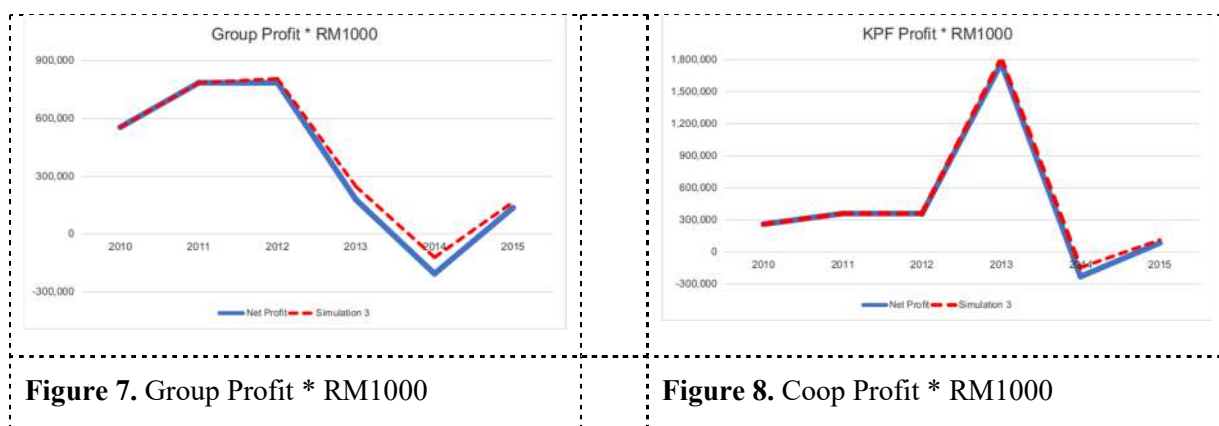 Group Profit * RM1000
900,000
600,000
300,000
0
-300,000
2010 2011 2012 2013 2014 2015
Net Profit Simulation 3
KPF Profit * RM1000
1,800,000
1,500,000
1,200,000
900,000
600,000
300,000
0
-300,000
2010 2011 2012 2013 2014 2015
Net Profit Simulation 3
Figure 7. Group Profit * RM1000
Figure 8. Coop Profit * RM1000